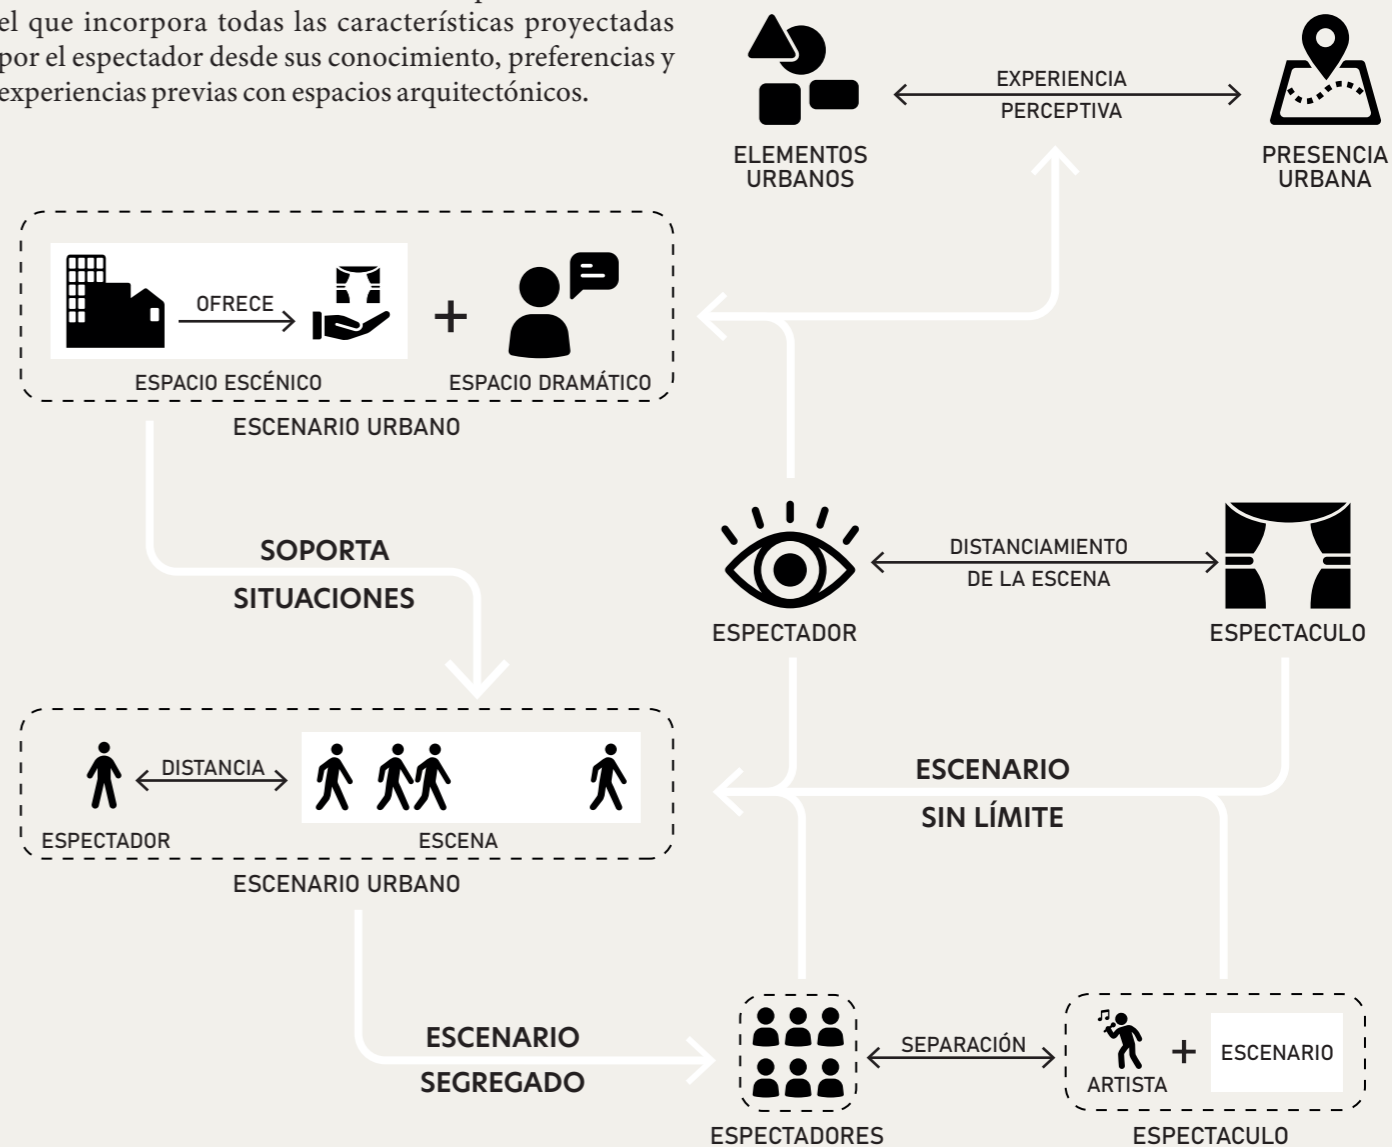 el que incorpora todas las características proyectadas
por el espectador desde sus conocimiento, preferencias y
experiencias previas con espacios arquitectónicos.
EXPERIENCIA
PERCEPTIVA
ELEMENTOS
URBANOS
PRESENCIA
URBANA
OFRECE
+
ESPACIO ESCÉNICO
ESPACIO DRAMÁTICO
ESCENARIO URBANO
SOPORTA
SITUACIONES
DISTANCIAMIENTO
DE LA ESCENA
ESPECTADOR
ESPECTACULO
DISTANCIA
ESPECTADOR
ESCENA
ESCENARIO URBANO
ESCENARIO
SIN LÍMITE
ESCENARIO
SEGREGADO
SEPARACIÓN
ESPECTADORES
ARTISTA
+
ESCENARIO
ESPECTACULO